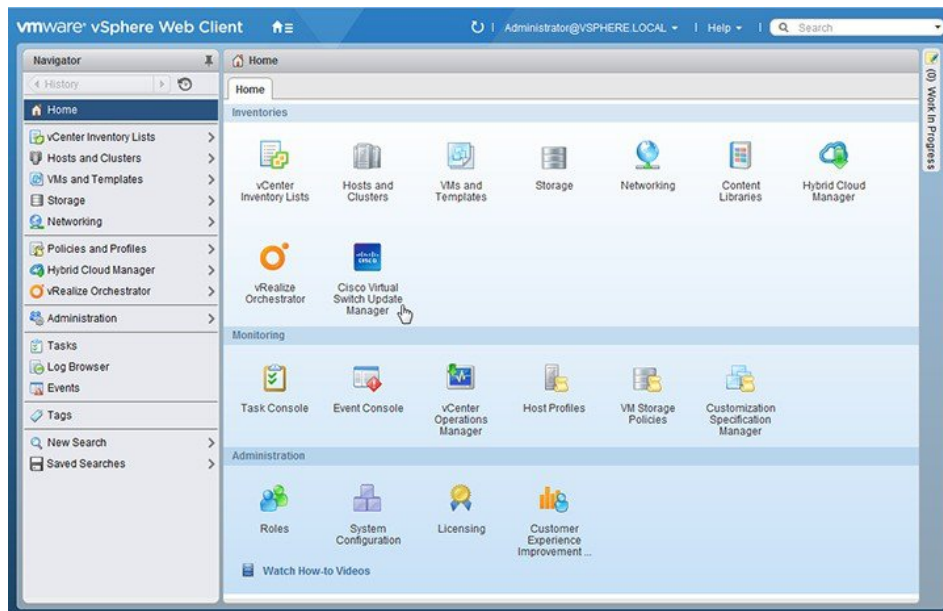 vmware® vSphere Web Client
Administrator@VSPHERE.LOCAL
Help
Search
Navigator
History
Home
vCenter Inventory Lists
Hosts and Clusters
VMs and Templates
Storage
Networking
Policies and Profiles
Hybrid Cloud Manager
vRealize Orchestrator
Administration
Tasks
Log Browser
Events
Tags
New Search
Saved Searches
Home
Home
Inventories
vCenter
Inventory Lists
Hosts and
Clusters
VMs and
Templates
Storage
Networking
Content
Libraries
Hybrid Cloud
Manager
vRealize
Orchestrator
CISCO
Cisco Virtual
Switch Update
Manager
Monitoring
Task Console
Event Console
vCenter
Operations
Manager
Host Profiles
VM Storage
Policies
Customization
Specification
Manager
Administration
Roles
System
Configuration
Licensing
Customer
Experience
Improvement ...
Watch How-to Videos
(0) Work In Progress